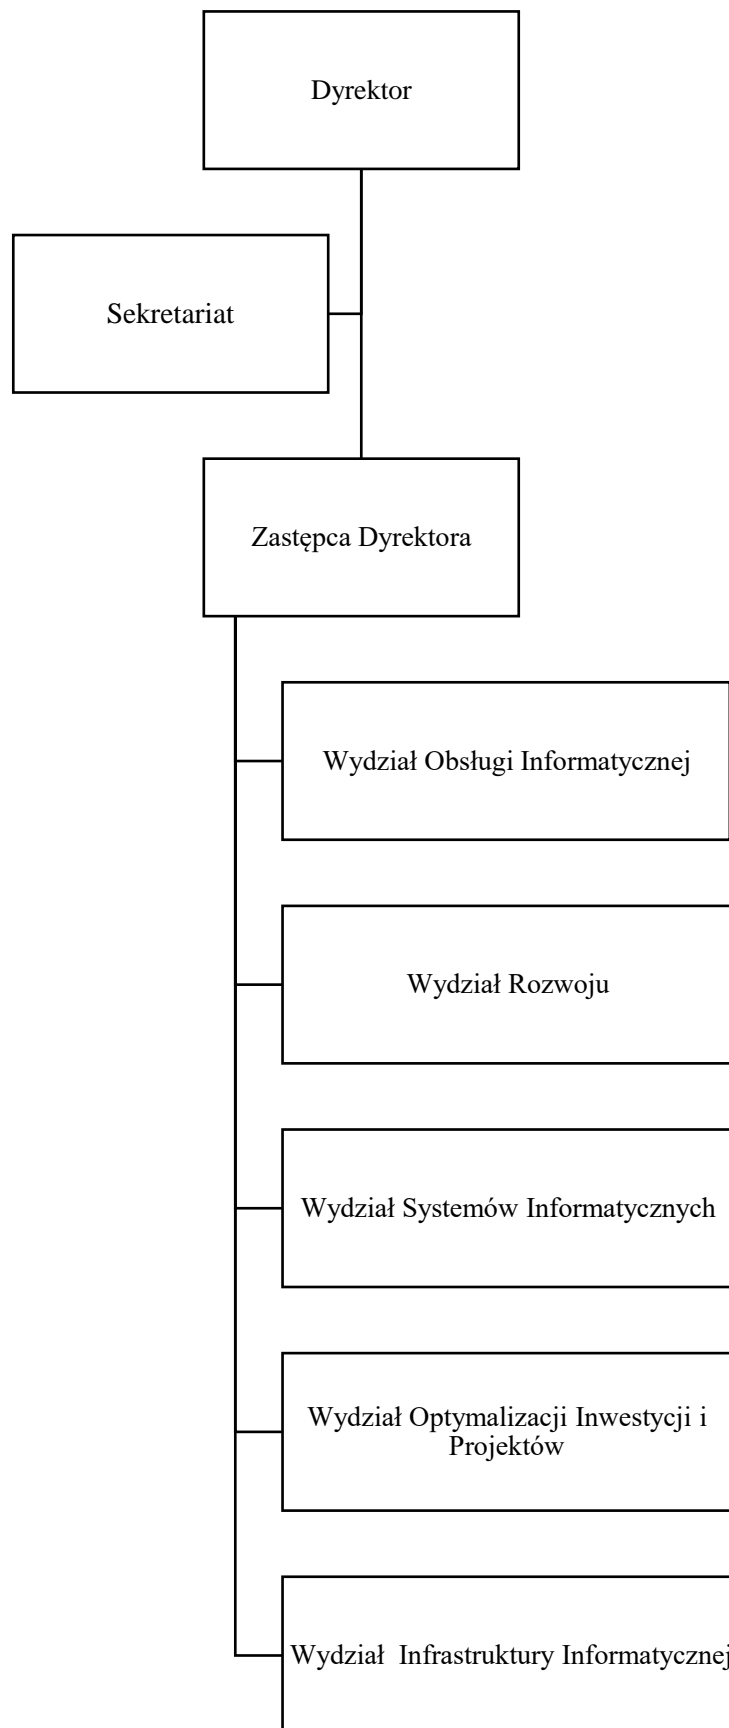 Dyrektor
Sekretariat
Zastępca Dyrektora
Wydział Obsługi Informatycznej
Wydział Rozwoju
Wydział Systemów Informatycznych
Wydział Optymalizacji Inwestycji i
Projektów
Wydział  Infrastruktury Informatycznej